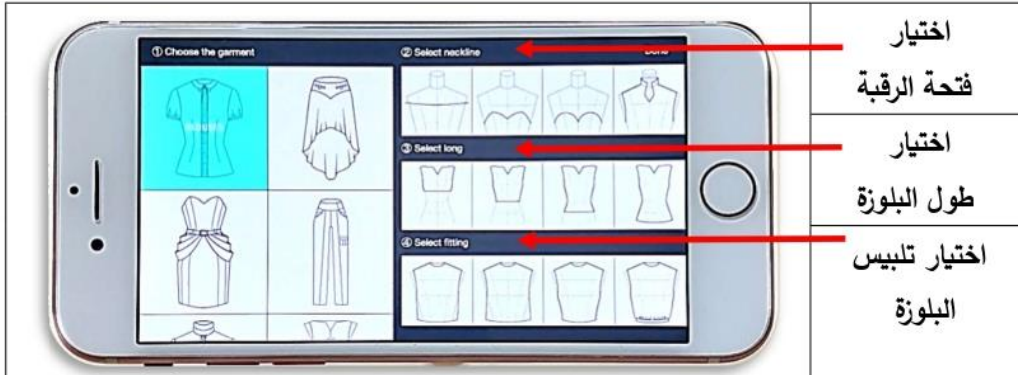 ① Choose the garment
② Select neckline
Done
③ Select long
④ Select fitting
اختيار
فتحة الرقبة
اختيار
طول البلوزة
اختيار تلبيس
البلوزة